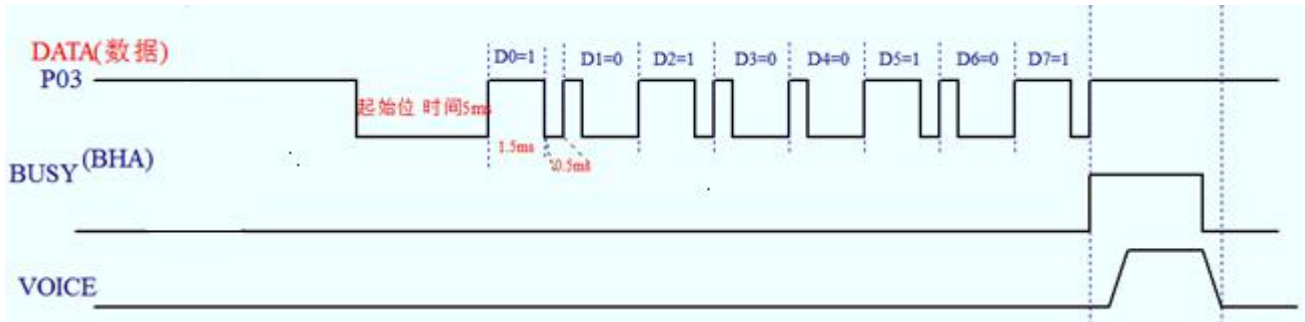 DATA(数据)
P03
D0=1 D1=0 D2=1 D3=0 D4=0 D5=1 D6=0 D7=1
起始位 时间5ms
1.5ms
0.5ms
BUSY(BHA)
VOICE